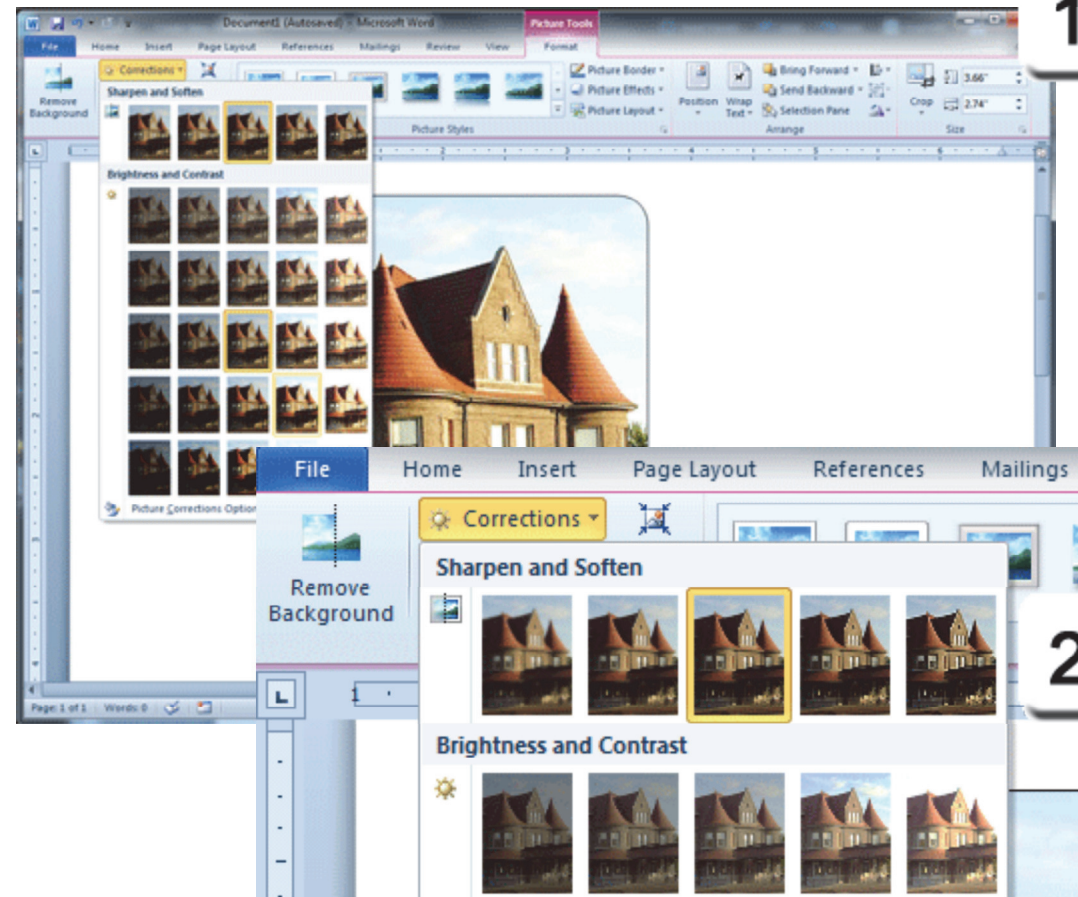 Document1 (Autosaved) - Microsoft Word
Picture Tools
1
File Home Insert Page Layout References Mailings Review View Format
Corrections
Remove
Background
Picture Border
Picture Effects
Picture Layout
Picture Styles
Position
Wrap
Text
Bring Forward
Send Backward
Selection Pane
Arrange
Crop
3.66"
2.74"
Size
Sharpen and Soften
Brightness and Contrast
Picture Corrections Option
Page: 1 of 1 Words: 0
File Home Insert Page Layout References Mailings
Corrections
Remove
Background
Sharpen and Soften
Brightness and Contrast
L
1
2